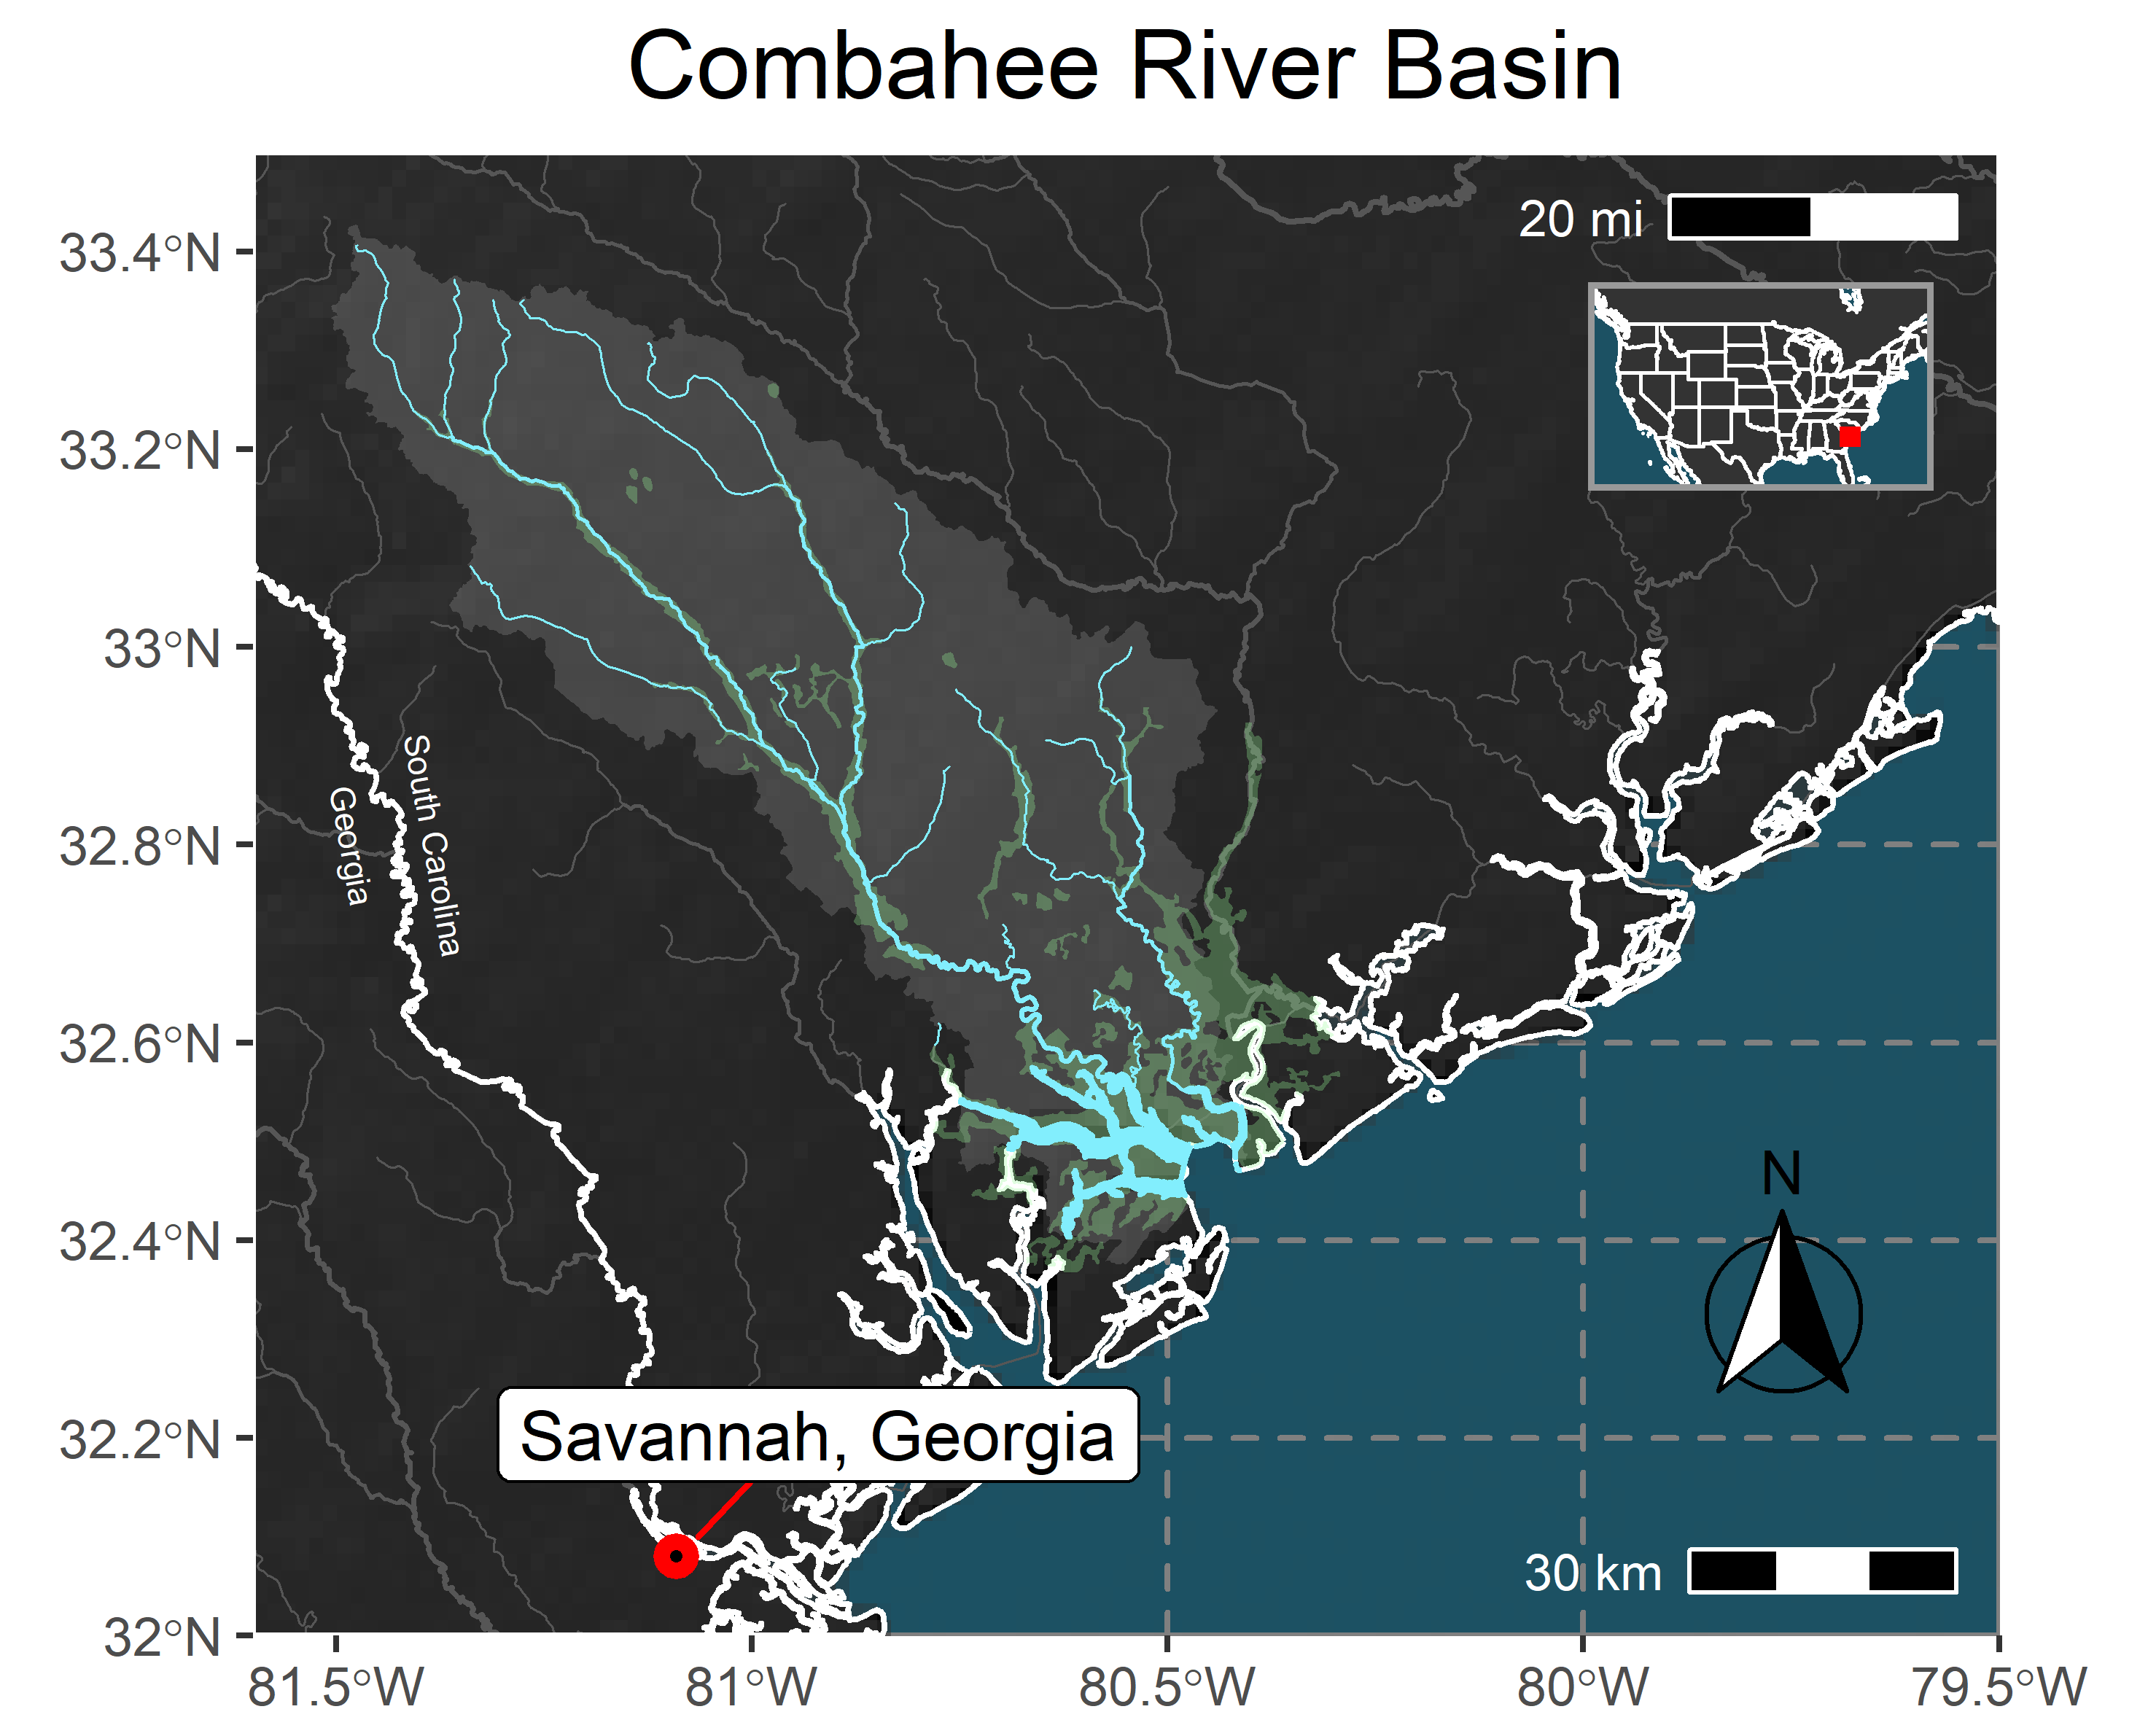 Combahee River Basin
33.4°N
33.2°N
33°N
32.8°N
32.6°N
32.4°N
32.2°N
32°N
81.5°W
81°W
80.5°W
80°W
79.5°W
20 mi
South Carolina
Georgia
N
Savannah, Georgia
30 km